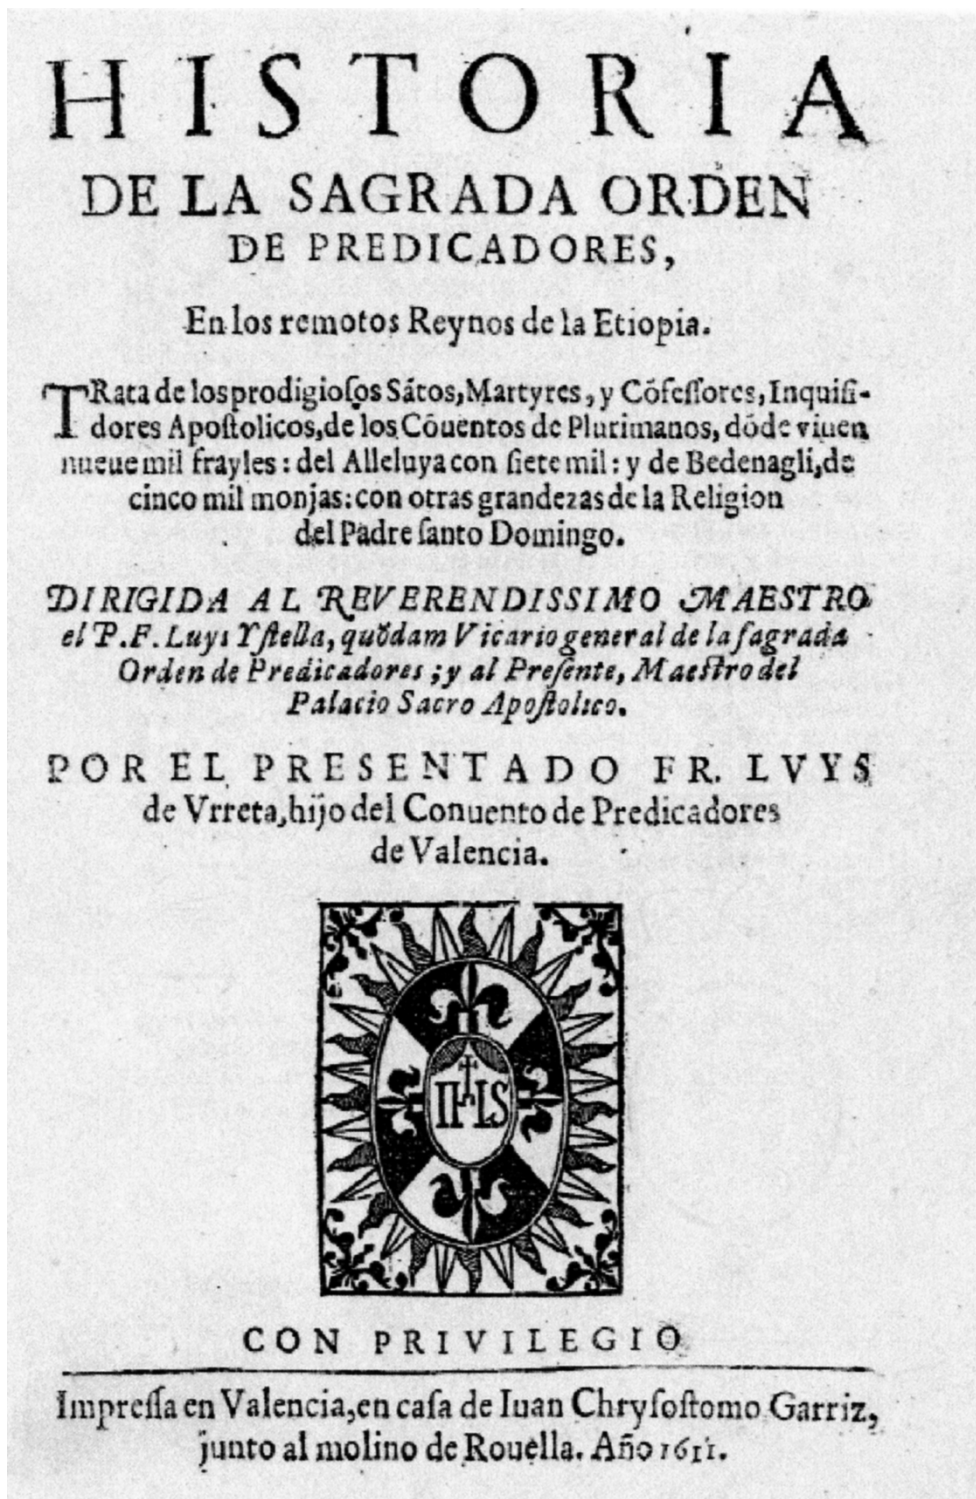 HISTORIA
DE LA SAGRADA ORDEN
DE PREDICADORES,
En los remotos Reynos de la Etiopia.
TRata de los prodigioſos Sātos, Martyres, y Cōfeſſores, Inquiſi-
dores Apoſtolicos, de los Cōuentos de Plurimanos, dōde viuen
nueue mil frayles: del Alleluya con ſiete mil: y de Bedenagli, de
cinco mil monjas: con otras grandezas de la Religion
del Padre ſanto Domingo.
DIRIGIDA AL REVERENDISSIMO MAESTRO
el P. F. Luys Yſtella, quōdam Vicario general de la ſagrada
Orden de Predicadores; y al Preſente, Maeſtro del
Palacio Sacro Apoſtolico.
POR EL PRESENTADO FR. LVYS
de Vrreta, hijo del Conuento de Predicadores
de Valencia.
IHS
CON PRIVILEGIO
Impreſſa en Valencia, en caſa de Iuan Chryſoſtomo Garriz,
junto al molino de Rouella. Año 1611.